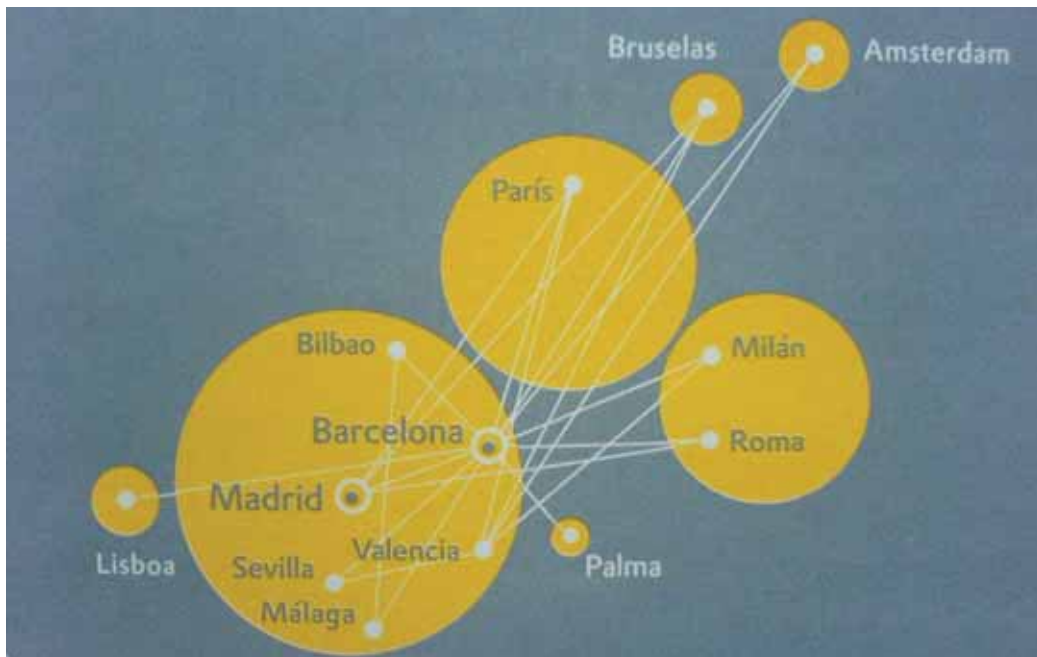 Bruselas
Amsterdam
París
Bilbao
Milán
Barcelona
Roma
Madrid
Valencia
Lisboa
Sevilla
Palma
Málaga